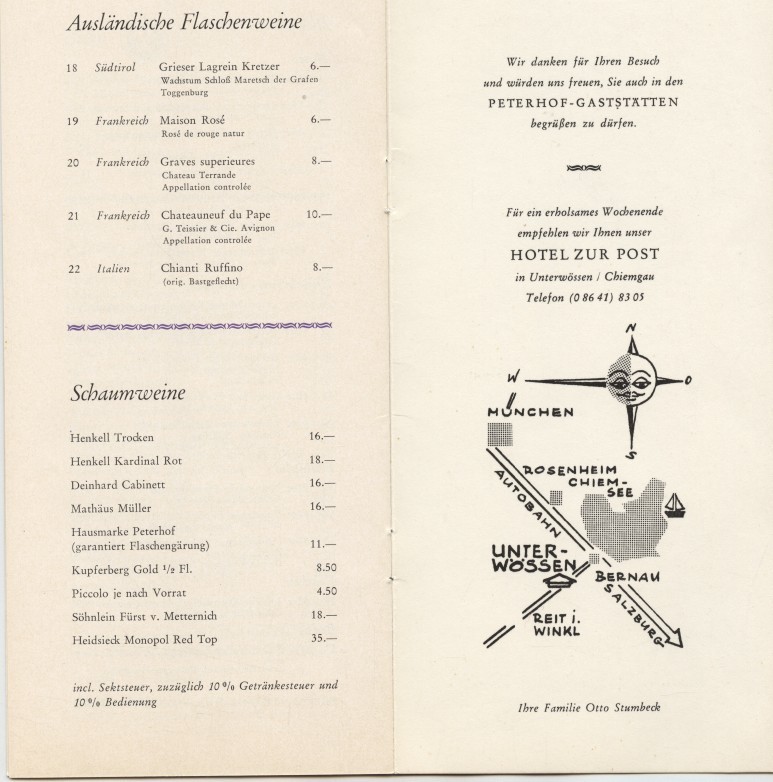 Ausländische Flaschenweine
18 Südtirol Grieser Lagrein Kretzer 6.—
Wachstum Schloß Maretsch der Grafen
Toggenburg
19 Frankreich Maison Rosé 6.—
Rosé de rouge natur
20 Frankreich Graves superieures 8.—
Chateau Terrande
Appellation controlée
21 Frankreich Chateauneuf du Pape 10.—
G. Teissier & Cie. Avignon
Appellation controlée
22 Italien Chianti Ruffino 8.—
(orig. Bastgeflecht)
Schaumweine
Henkell Trocken 16.—
Henkell Kardinal Rot 18.—
Deinhard Cabinett 16.—
Mathäus Müller 16.—
Hausmarke Peterhof
(garantiert Flaschengärung) 11.—
Kupferberg Gold 1/2 Fl. 8.50
Piccolo je nach Vorrat 4.50
Söhnlein Fürst v. Metternich 18.—
Heidsieck Monopol Red Top 35.—
incl. Sektsteuer, zuzüglich 10% Getränkesteuer und
10% Bedienung
Wir danken für Ihren Besuch
und würden uns freuen, Sie auch in den
PETERHOF-GASTSTÄTTEN
begrüßen zu dürfen.
Für ein erholsames Wochenende
empfehlen wir Ihnen unser
HOTEL ZUR POST
in Unterwössen / Chiemgau
Telefon (0 86 41) 83 05
N
W
O
S
MÜNCHEN
ROSENHEIM
CHIEM-
SEE
AUTOBAHN
UNTER-
WÖSSEN
BERNAU
SALZBURG
REIT i.
WINKL
Ihre Familie Otto Stumbeck